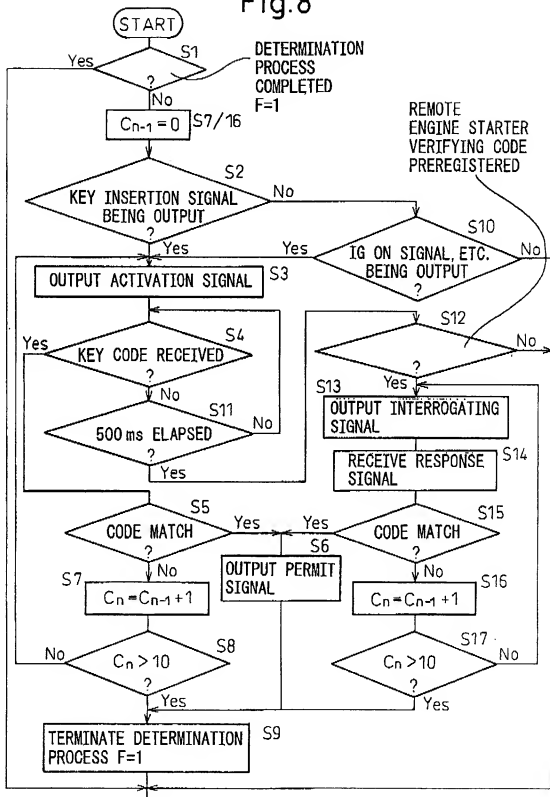 Fig.8
START
S1
Yes
?
No
DETERMINATION
PROCESS
COMPLETED
F=1
Cn-1=0
S7/16
REMOTE
ENGINE STARTER
VERIFYING CODE
PREREGISTERED
S2
KEY INSERTION SIGNAL
BEING OUTPUT
?
No
Yes
S10
Yes
IG ON SIGNAL, ETC.
BEING OUTPUT
?
No
OUTPUT ACTIVATION SIGNAL
S3
S4
Yes
KEY CODE RECEIVED
?
No
S12
?
No
Yes
S11
500ms ELAPSED
?
No
Yes
S13
OUTPUT INTERROGATING
SIGNAL
S14
RECEIVE RESPONSE
SIGNAL
S5
CODE MATCH
?
Yes
No
S6
OUTPUT PERMIT
SIGNAL
S15
Yes
CODE MATCH
?
No
S7
Cn=Cn-1+1
S16
Cn=Cn-1+1
S8
No
Cn>10
?
Yes
S17
Cn>10
?
No
Yes
S9
TERMINATE DETERMINATION
PROCESS F=1